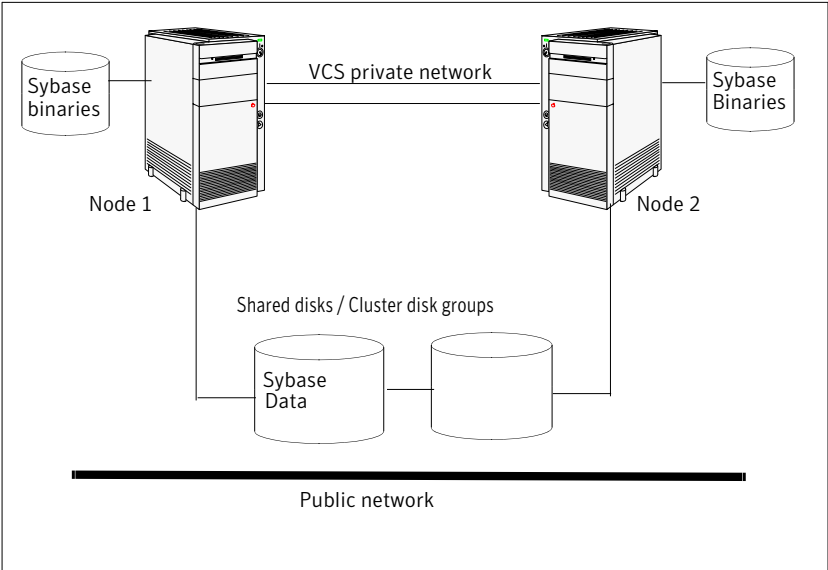 VCS private network
Sybase
binaries
Sybase
Binaries
Node 1
Node 2
Shared disks / Cluster disk groups
Sybase
Data
Public network